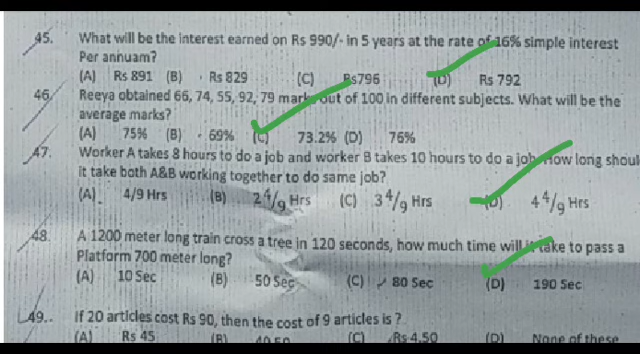 45. What will be the interest earned on Rs 990/- in 5 years at the rate of 16% simple interest
Per annuam?
(A) Rs 891 (B) Rs 829 (C) Rs796 (D) Rs 792
46. Reeya obtained 66, 74, 55, 92, 79 marks out of 100 in different subjects. What will be the
average marks?
(A) 75% (B) 69% (C) 73.2% (D) 76%
47. Worker A takes 8 hours to do a job and worker B takes 10 hours to do a job. How long shoul
it take both A&B working together to do same job?
(A) 4/9 Hrs (B) 2 4/9 Hrs (C) 3 4/9 Hrs (D) 4 4/9 Hrs
48. A 1200 meter long train cross a tree in 120 seconds, how much time will it take to pass a
Platform 700 meter long?
(A) 10 Sec (B) 50 Sec (C) 80 Sec (D) 190 Sec
49. If 20 articles cost Rs 90, then the cost of 9 articles is ?
(A) Rs 45 (B) 40.50 (C) Rs 4.50 (D) None of these